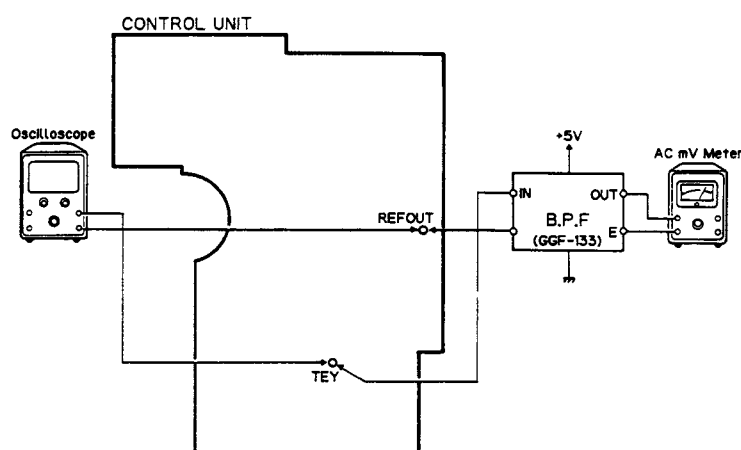 CONTROL UNIT
Oscilloscope
+5V
AC mV Meter
IN
OUT
REFOUT
B.P.F
(GGF-133)
E
TEY